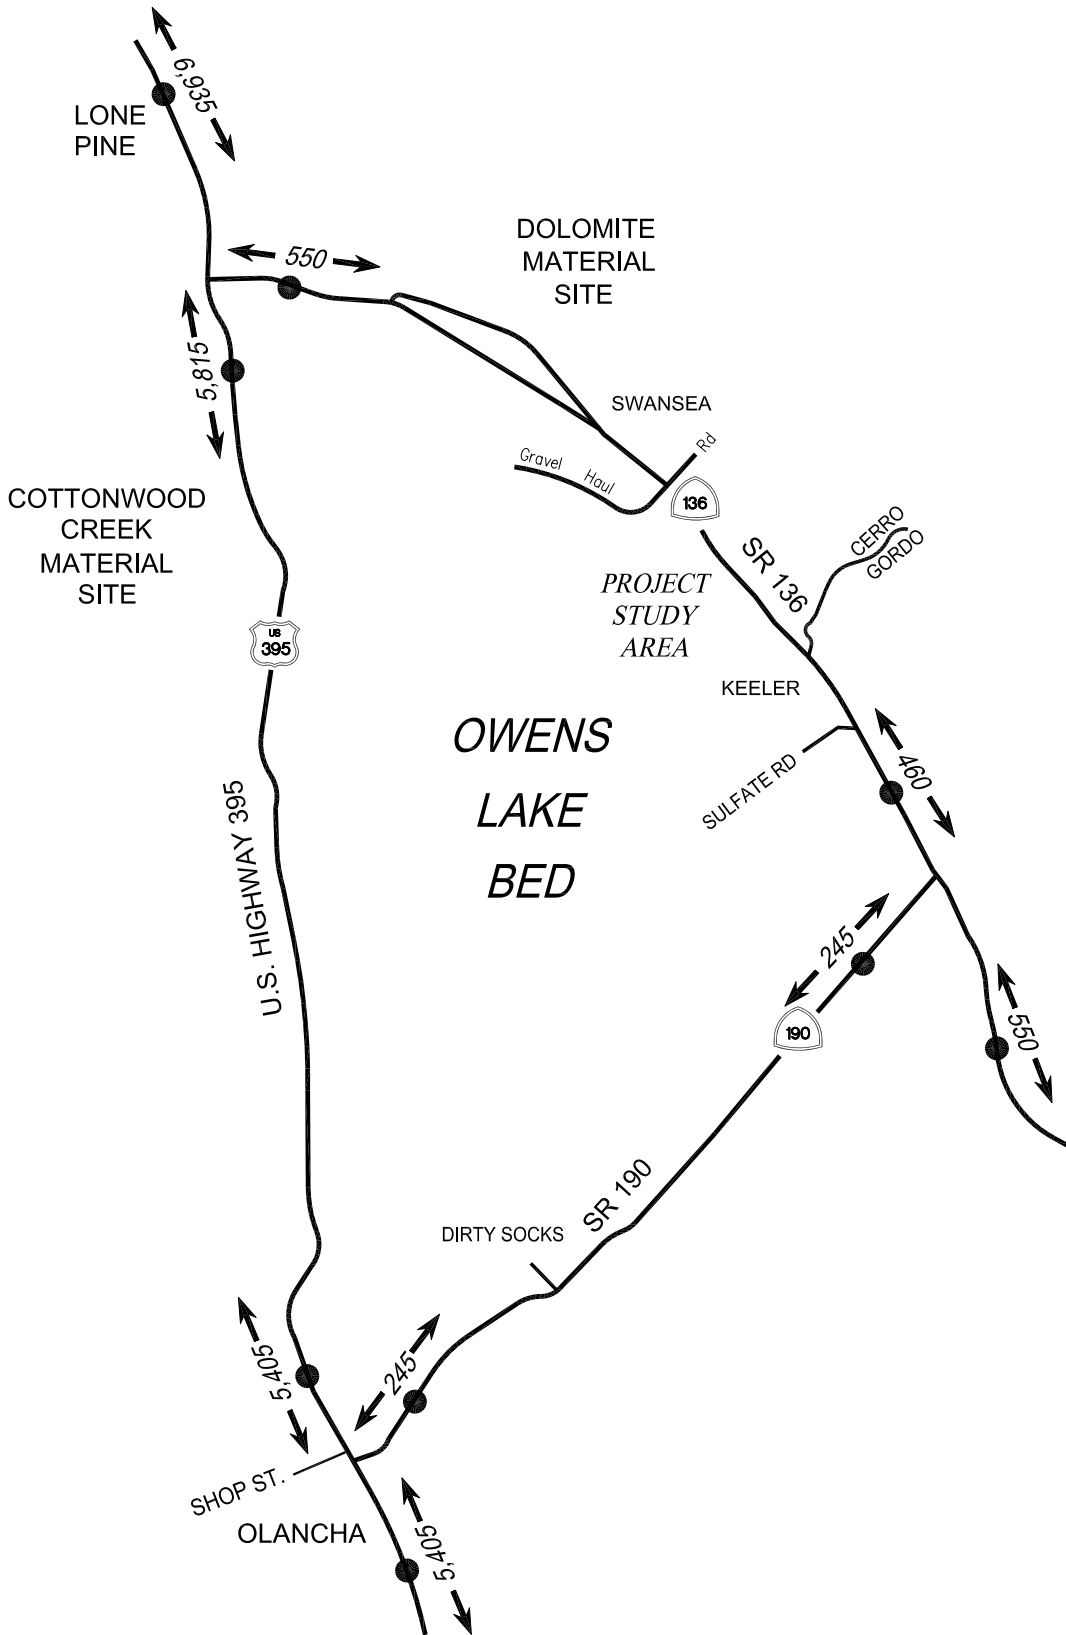 6,935
LONE
PINE
DOLOMITE
MATERIAL
SITE
550
5,815
SWANSEA
Gravel Haul Rd
136
COTTONWOOD
CREEK
MATERIAL
SITE
CERRO
GORDO
SR 136
PROJECT
STUDY
AREA
US
395
KEELER
OWENS
LAKE
BED
SULFATE RD
460
U.S. HIGHWAY 395
245
190
550
SR 190
DIRTY SOCKS
5,405
245
SHOP ST.
OLANCHA
5,405